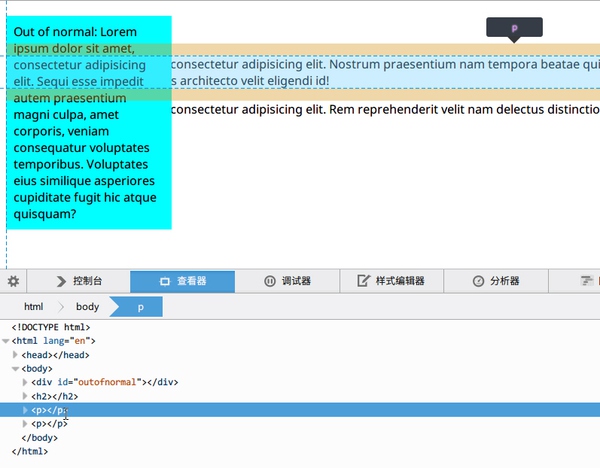 p
Out of normal: Lorem
ipsum dolor sit amet,
consectetur adipisicing
elit. Sequi esse impedit
autem praesentium
magni culpa, amet
corporis, veniam
consequatur voluptates
temporibus. Voluptates
eius similique asperiores
cupiditate fugit hic atque
quisquam?
consectetur adipisicing elit. Nostrum praesentium nam tempora beatae qui
s architecto velit eligendi id!
consectetur adipisicing elit. Rem reprehenderit velit nam delectus distinctio
控制台 查看器 调试器 样式编辑器 分析器
html body p
<!DOCTYPE html>
<html lang="en">
<head></head>
<body>
<div id="outofnormal"></div>
<h2></h2>
<p></p>
<p></p>
</body>
</html>